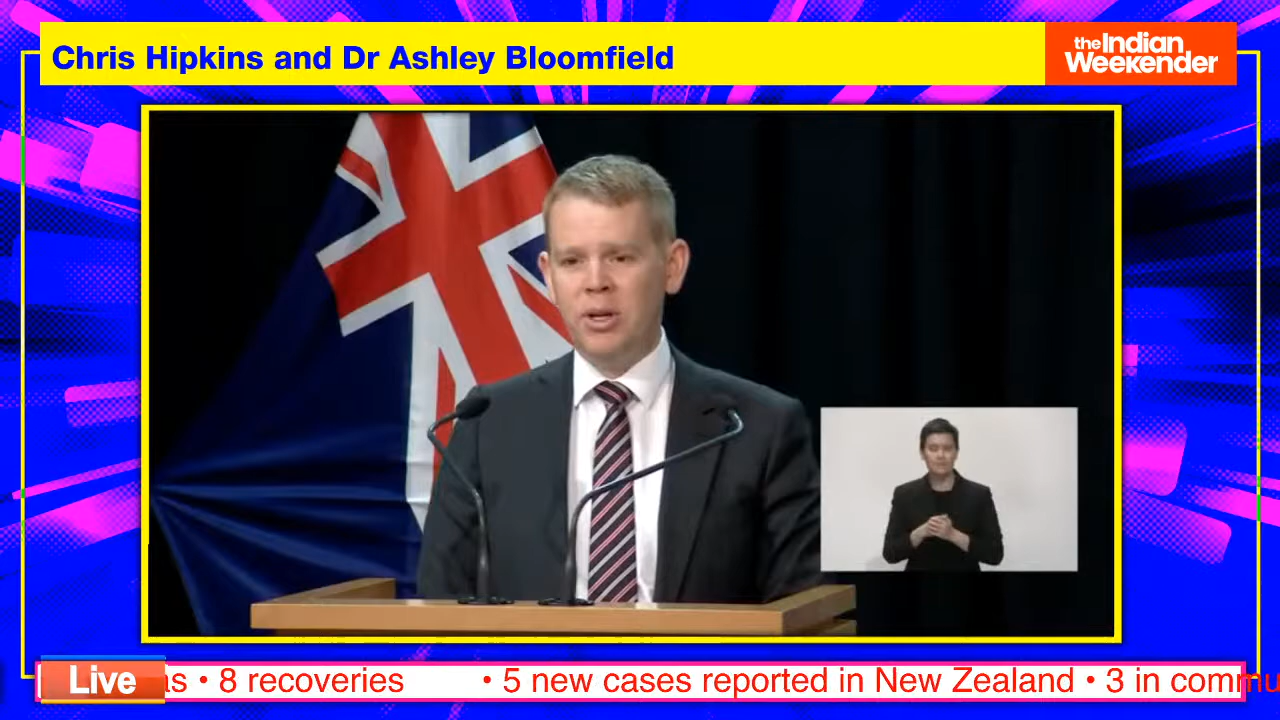 Chris Hipkins and Dr Ashley Bloomfield
the Indian
Weekender
Live
s • 8 recoveries • 5 new cases reported in New Zealand • 3 in commu